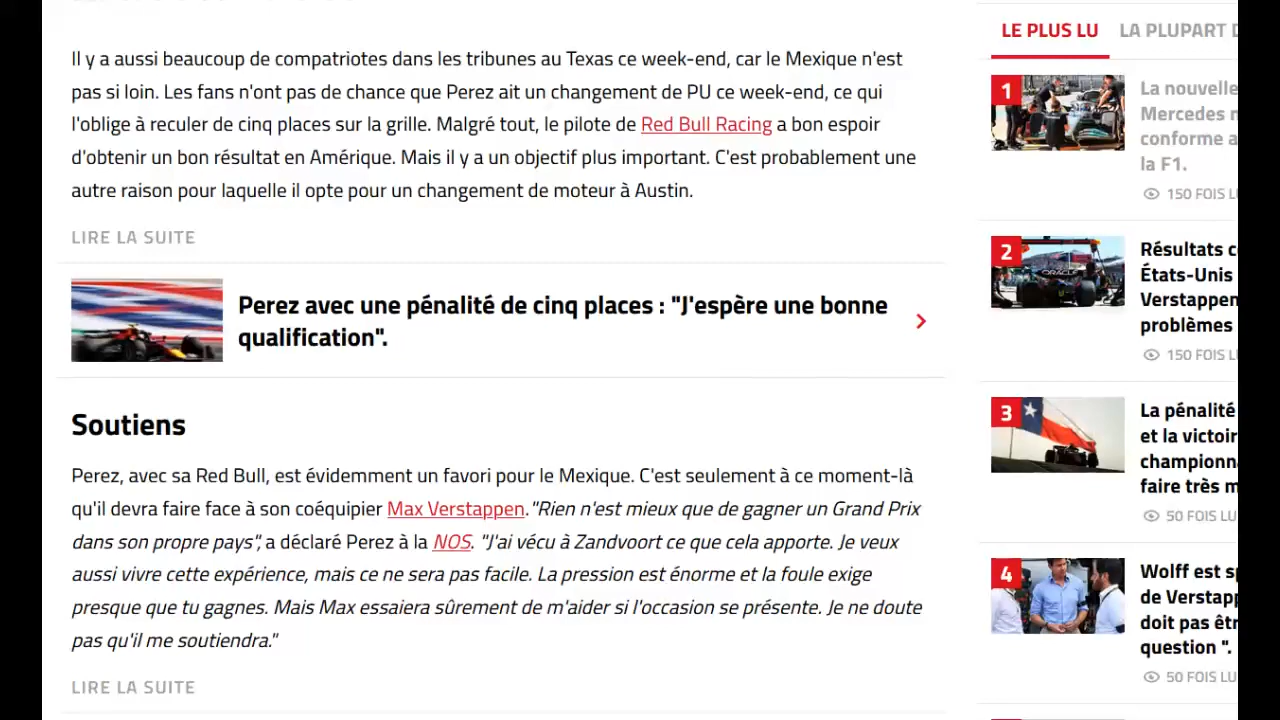 Il y a aussi beaucoup de compatriotes dans les tribunes au Texas ce week-end, car le Mexique n'est
pas si loin. Les fans n'ont pas de chance que Perez ait un changement de PU ce week-end, ce qui
l'oblige à reculer de cinq places sur la grille. Malgré tout, le pilote de Red Bull Racing a bon espoir
d'obtenir un bon résultat en Amérique. Mais il y a un objectif plus important. C'est probablement une
autre raison pour laquelle il opte pour un changement de moteur à Austin.
LIRE LA SUITE
Perez avec une pénalité de cinq places : "J'espère une bonne
qualification".
Soutiens
Perez, avec sa Red Bull, est évidemment un favori pour le Mexique. C'est seulement à ce moment-là
qu'il devra faire face à son coéquipier Max Verstappen."Rien n'est mieux que de gagner un Grand Prix
dans son propre pays", a déclaré Perez à la NOS. "J'ai vécu à Zandvoort ce que cela apporte. Je veux
aussi vivre cette expérience, mais ce ne sera pas facile. La pression est énorme et la foule exige
presque que tu gagnes. Mais Max essaiera sûrement de m'aider si l'occasion se présente. Je ne doute
pas qu'il me soutiendra."
LIRE LA SUITE
LE PLUS LU LA PLUPART
1
La nouvelle
Mercedes
conforme
la F1.
150 FOIS
2
ORACLE
Résultats
États-Unis
Verstappen
problèmes
150 FOIS
3
La pénalité
et la
faire très
50 FOIS LU
4
Wolff est
de
doit pas
question ".
50 FOIS LU